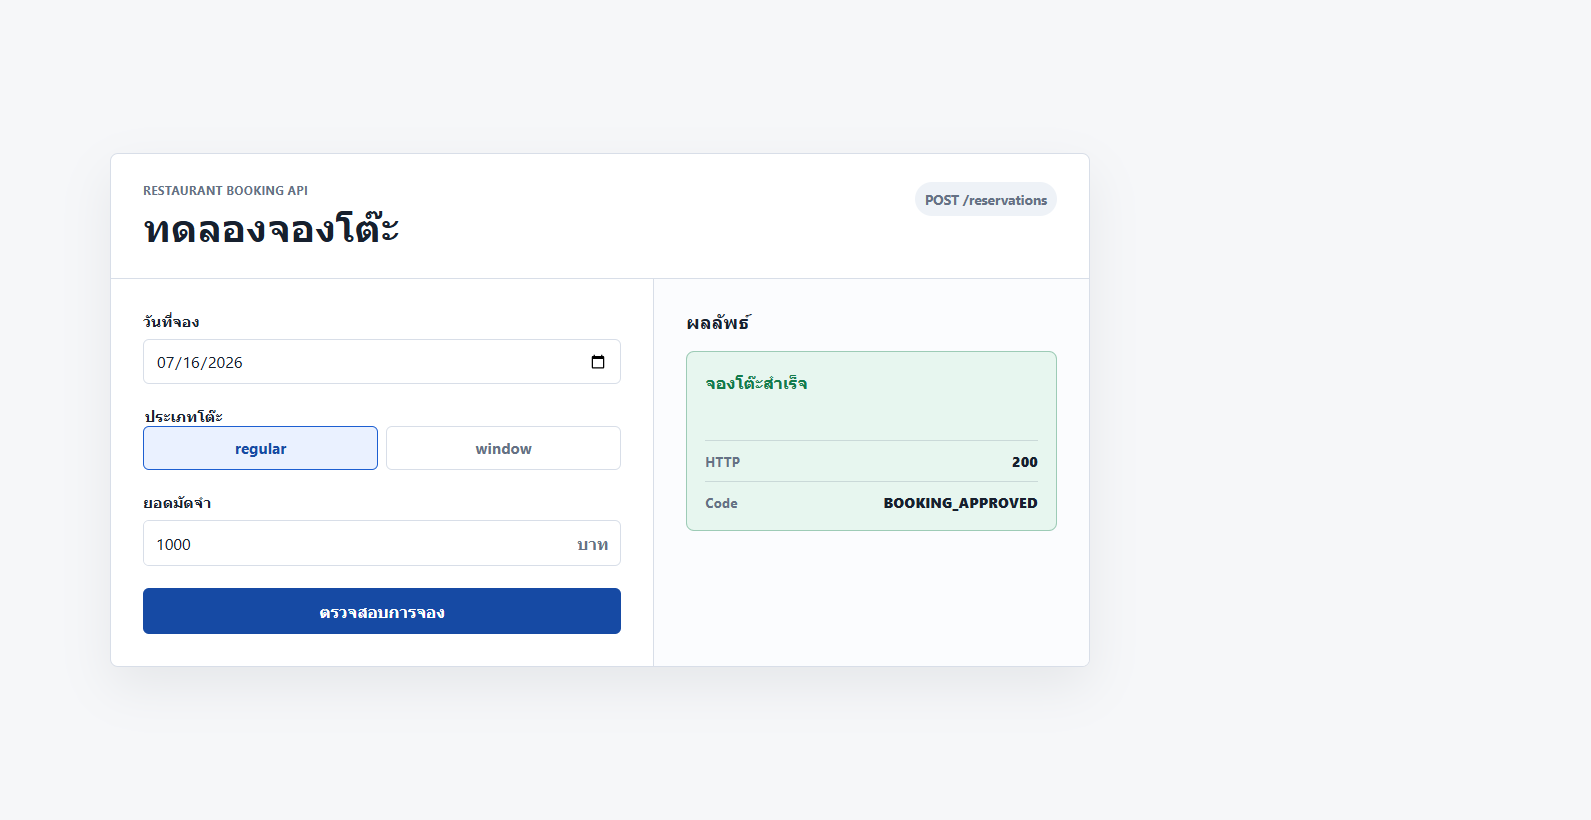 RESTAURANT BOOKING API
ทดลองจองโต๊ะ
POST /reservations
วันที่จอง
07/16/2026
ประเภทโต๊ะ
regular
window
ยอดมัดจำ
1000
บาท
ตรวจสอบการจอง
ผลลัพธ์
จองโต๊ะสำเร็จ
HTTP 200
Code BOOKING_APPROVED